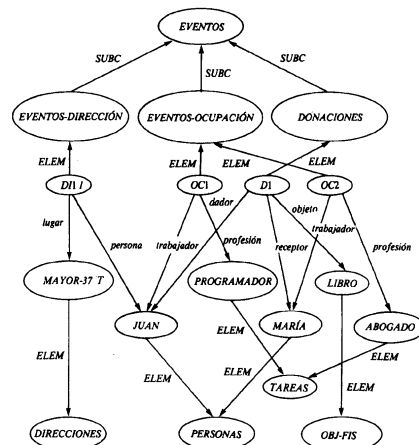 EVENTOS
SUBC SUBC SUBC
EVENTOS-DIRECCIÓN EVENTOS-OCUPACIÓN DONACIONES
ELEM ELEM ELEM ELEM
DI1 OC1 D1 OC2
lugar dador objeto
persona trabajador profesión receptor trabajador profesión
MAYOR-37 T PROGRAMADOR LIBRO
JUAN MARÍA ABOGADO
ELEM ELEM
TAREAS
ELEM ELEM ELEM ELEM
DIRECCIONES PERSONAS OBJ-FIS